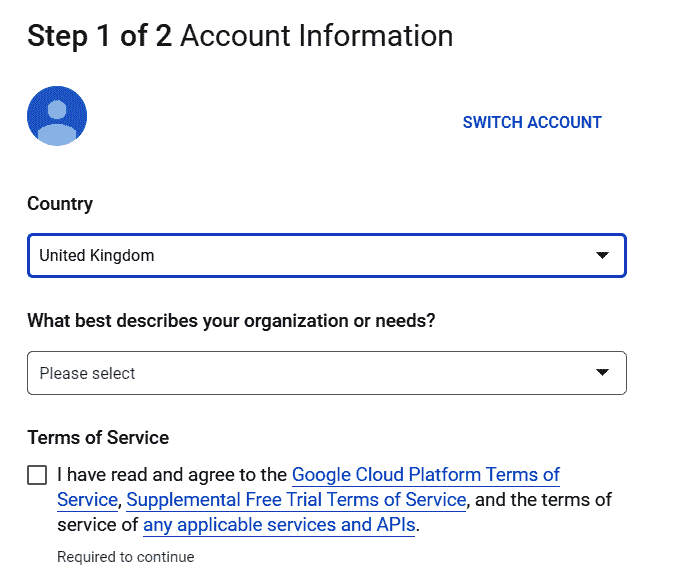 Step 1 of 2 Account Information
SWITCH ACCOUNT
Country
United Kingdom
What best describes your organization or needs?
Please select
Terms of Service
I have read and agree to the Google Cloud Platform Terms of
Service, Supplemental Free Trial Terms of Service, and the terms of
service of any applicable services and APIs.
Required to continue